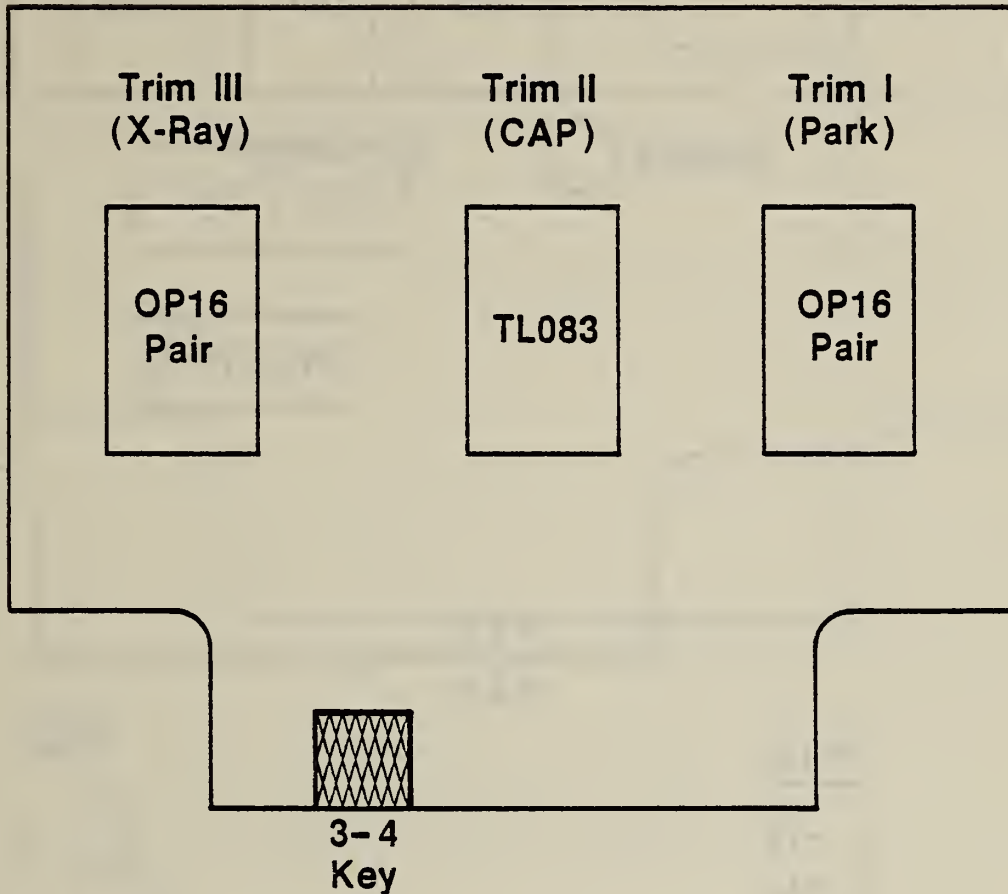 Trim III
(X-Ray)
Trim II
(CAP)
Trim I
(Park)
OP16
Pair
TL083
OP16
Pair
3-4
Key